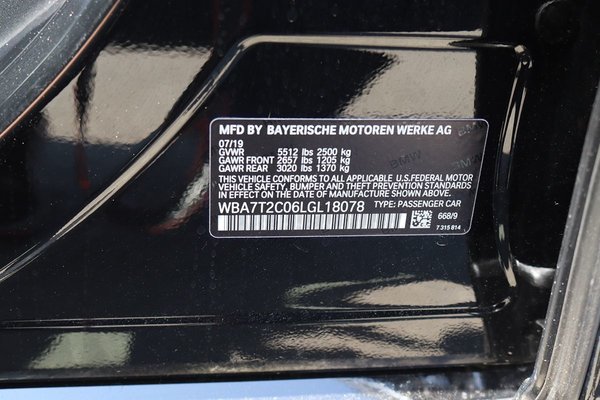 MFD BY BAYERISCHE MOTOREN WERKE AG
07/19
GVWR 5512 lbs 2500 kg
GAWR FRONT 2657 lbs 1205 kg
GAWR REAR 3020 lbs 1370 kg
THIS VEHICLE CONFORMS TO ALL APPLICABLE U.S.FEDERAL MOTOR
VEHICLE SAFETY, BUMPER AND THEFT PREVENTION STANDARDS
IN EFFECT ON THE DATE OF MANUFACTURE SHOWN ABOVE.
WBA7T2C06LGL18078 TYPE: PASSENGER CAR
668/9
7 315 814
BMW
BMW
BMW